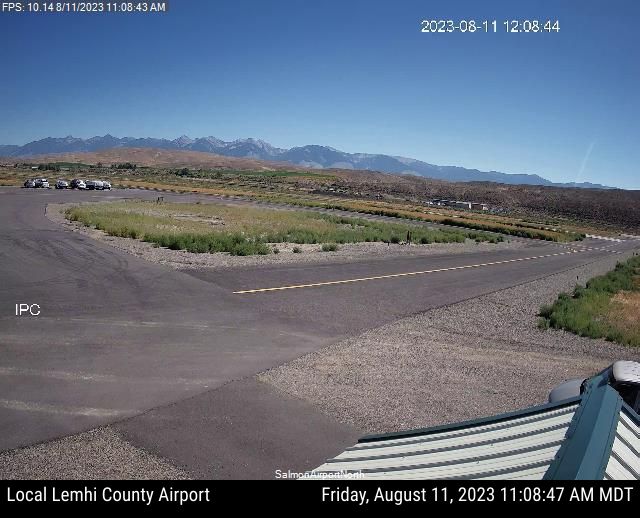 FPS: 10.14 8/11/2023 11:08:43 AM
2023-08-11 12:08:44
IPC
SalmonAirportNorth
Local Lemhi County Airport
Friday, August 11, 2023 11:08:47 AM MDT